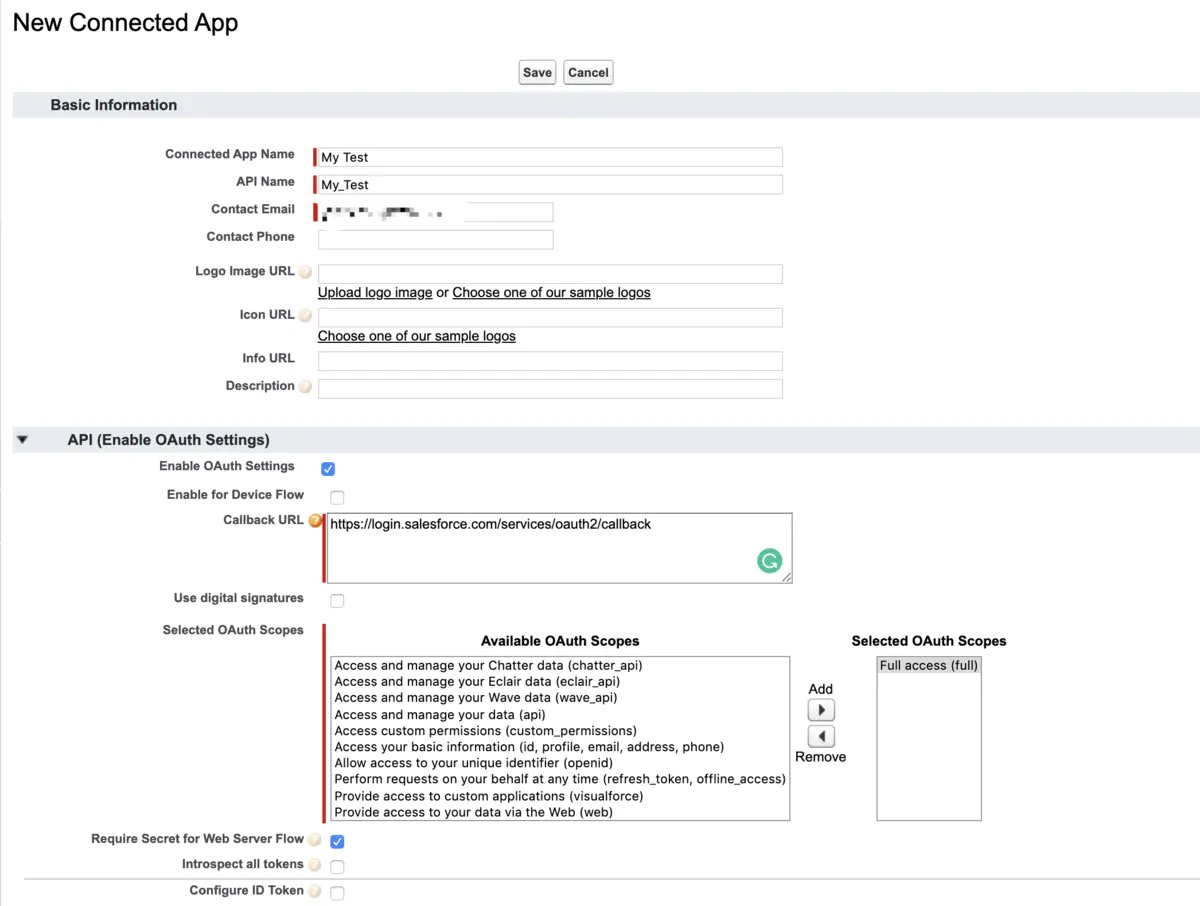 New Connected App
Save Cancel
Basic Information
Connected App Name My Test
API Name My_Test
Contact Email
Contact Phone
Logo Image URL ?
Upload logo image or Choose one of our sample logos
Icon URL ?
Choose one of our sample logos
Info URL
Description ?
API (Enable OAuth Settings)
Enable OAuth Settings
Enable for Device Flow
Callback URL ? https://login.salesforce.com/services/oauth2/callback
G
Use digital signatures
Selected OAuth Scopes
Available OAuth Scopes Selected OAuth Scopes
Access and manage your Chatter data (chatter_api) Full access (full)
Access and manage your Eclair data (eclair_api)
Access and manage your Wave data (wave_api)
Add
Access and manage your data (api)
Access custom permissions (custom_permissions)
Access your basic information (id, profile, email, address, phone)
Remove
Allow access to your unique identifier (openid)
Perform requests on your behalf at any time (refresh_token, offline_access)
Provide access to custom applications (visualforce)
Provide access to your data via the Web (web)
Require Secret for Web Server Flow ?
Introspect all tokens ?
Configure ID Token ?